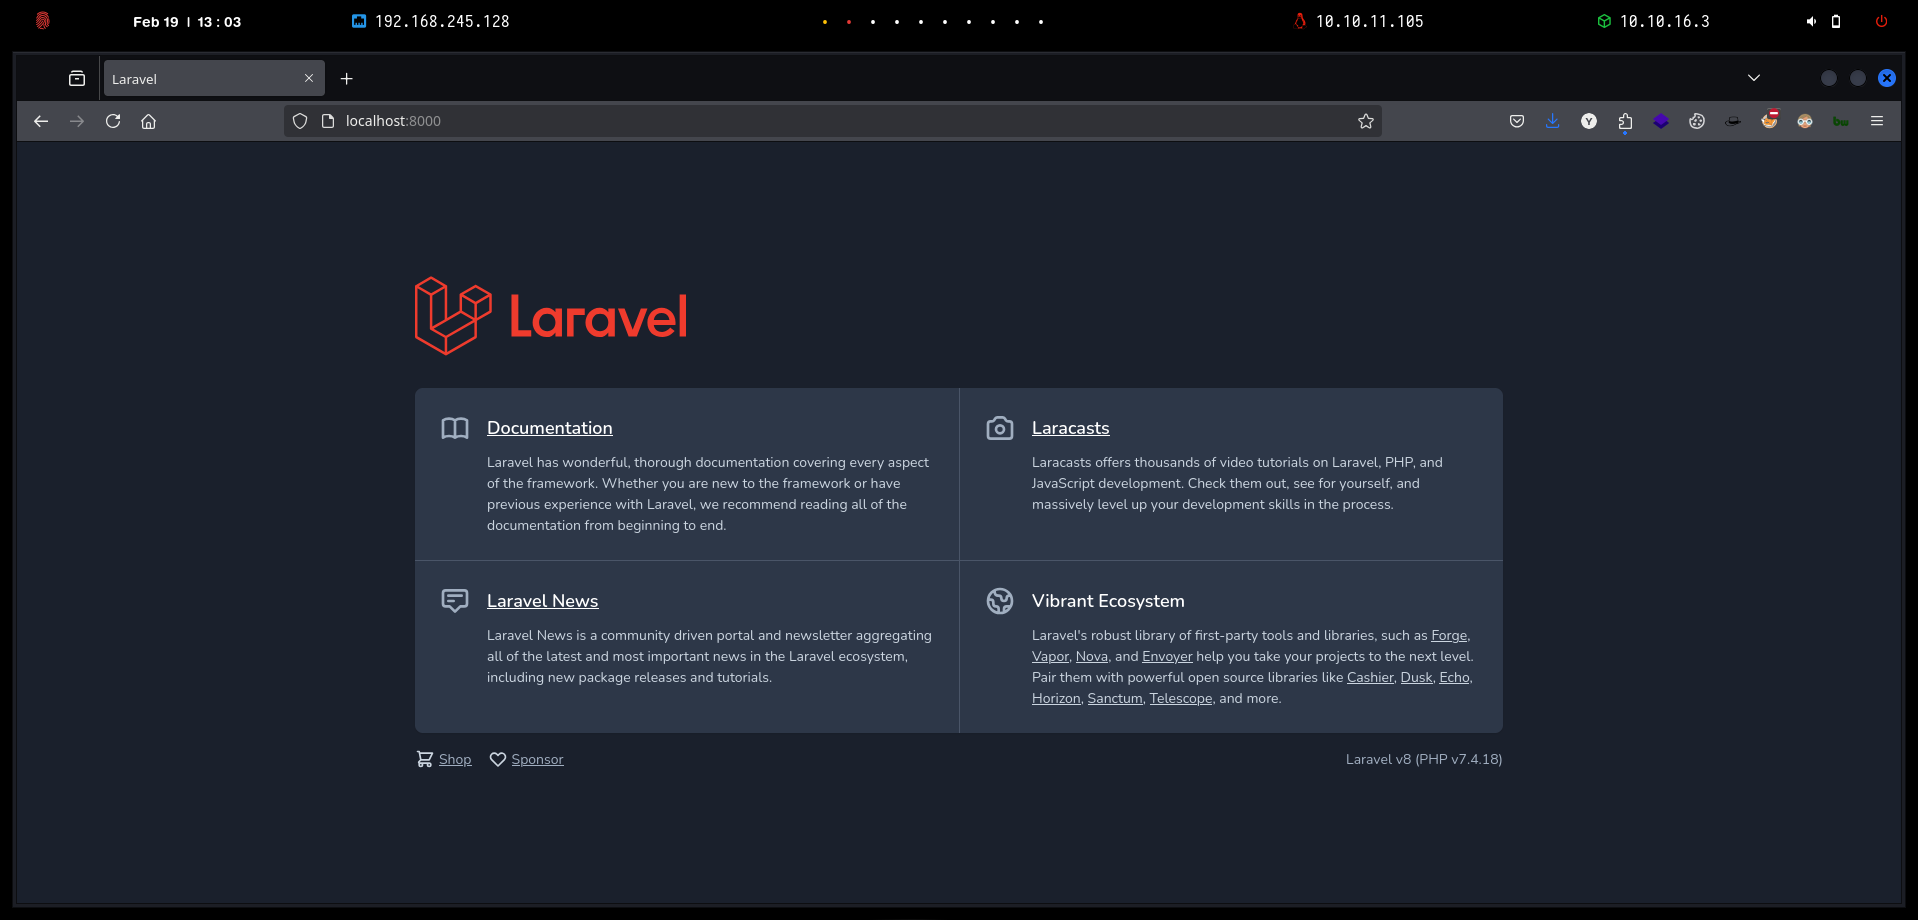 Feb 19 | 13 : 03
192.168.245.128
10.10.11.105
10.10.16.3
Laravel
localhost:8000
Y
bw
Laravel
Documentation
Laravel has wonderful, thorough documentation covering every aspect
of the framework. Whether you are new to the framework or have
previous experience with Laravel, we recommend reading all of the
documentation from beginning to end.
Laracasts
Laracasts offers thousands of video tutorials on Laravel, PHP, and
JavaScript development. Check them out, see for yourself, and
massively level up your development skills in the process.
Laravel News
Laravel News is a community driven portal and newsletter aggregating
all of the latest and most important news in the Laravel ecosystem,
including new package releases and tutorials.
Vibrant Ecosystem
Laravel's robust library of first-party tools and libraries, such as Forge,
Vapor, Nova, and Envoyer help you take your projects to the next level.
Pair them with powerful open source libraries like Cashier, Dusk, Echo,
Horizon, Sanctum, Telescope, and more.
Shop
Sponsor
Laravel v8 (PHP v7.4.18)